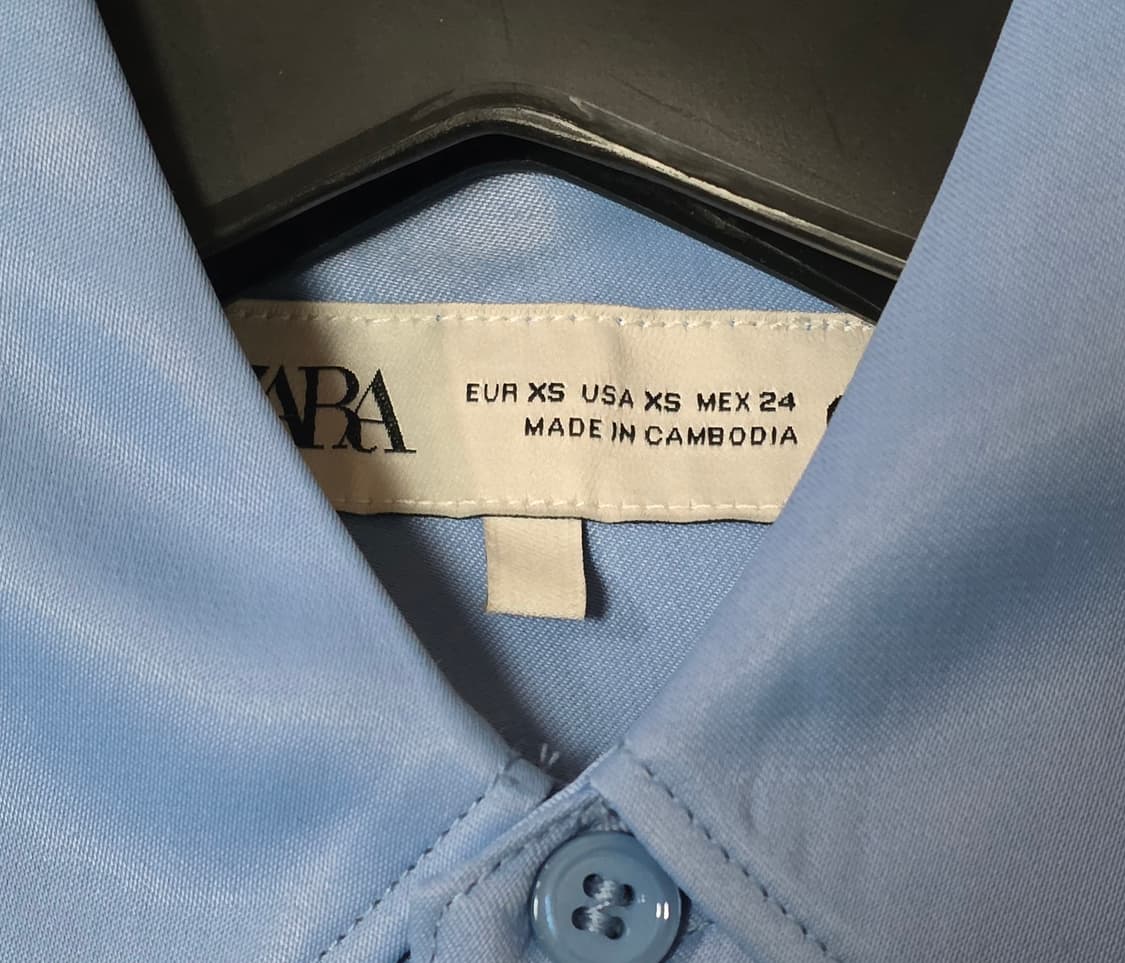 ZARA
EUR XS USA XS MEX 24
MADE IN CAMBODIA